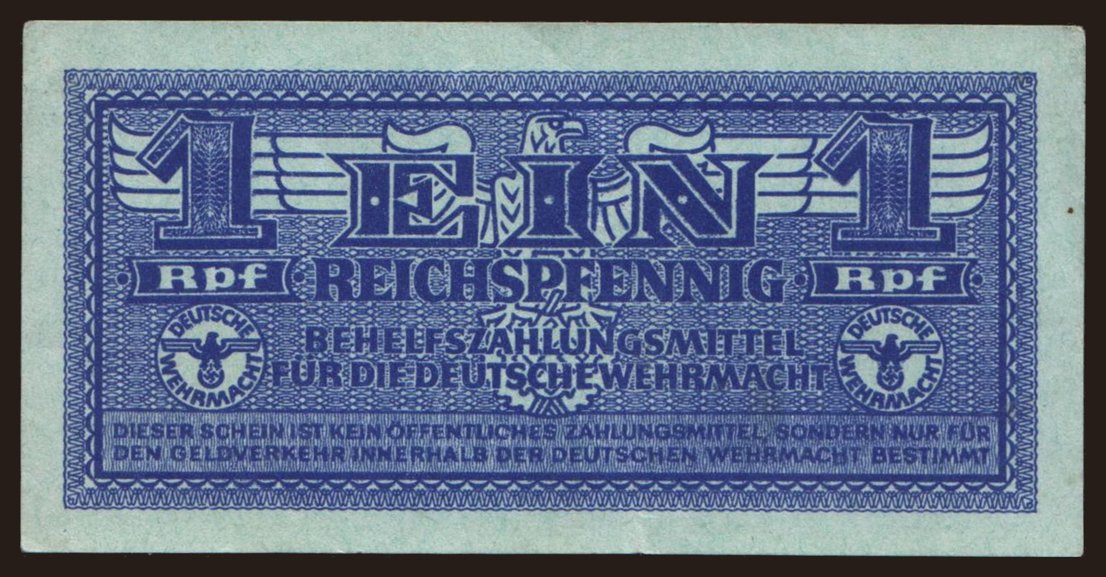 1 EIN 1
Rpf REICHSPFENNIG Rpf
DEUTSCHE WEHRMACHT
BEHELFSZAHLUNGSMITTEL
FÜR DIE DEUTSCHE WEHRMACHT
DEUTSCHE WEHRMACHT
DIESER SCHEIN IST KEIN ÖFFENTLICHES ZAHLUNGSMITTEL, SONDERN NUR FÜR
DEN GELDVERKEHR INNERHALB DER DEUTSCHEN WEHRMACHT BESTIMMT